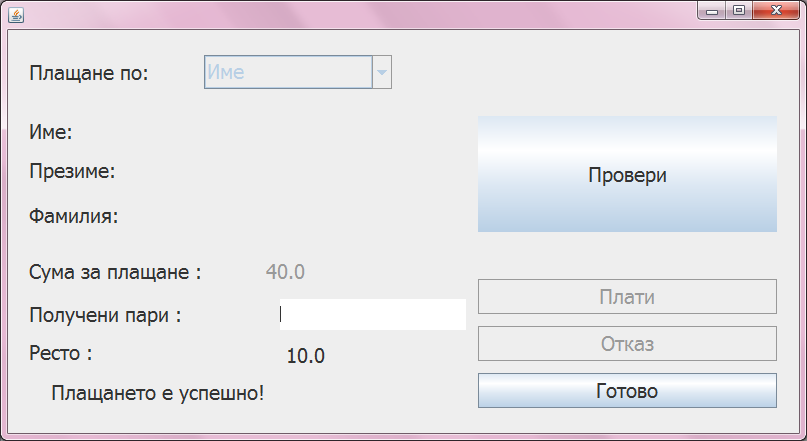 Плащане по: Име
Име:
Презиме:
Провери
Фамилия:
Сума за плащане : 40.0
Плати
Получени пари :
Отказ
Ресто : 10.0
Плащането е успешно!
Готово